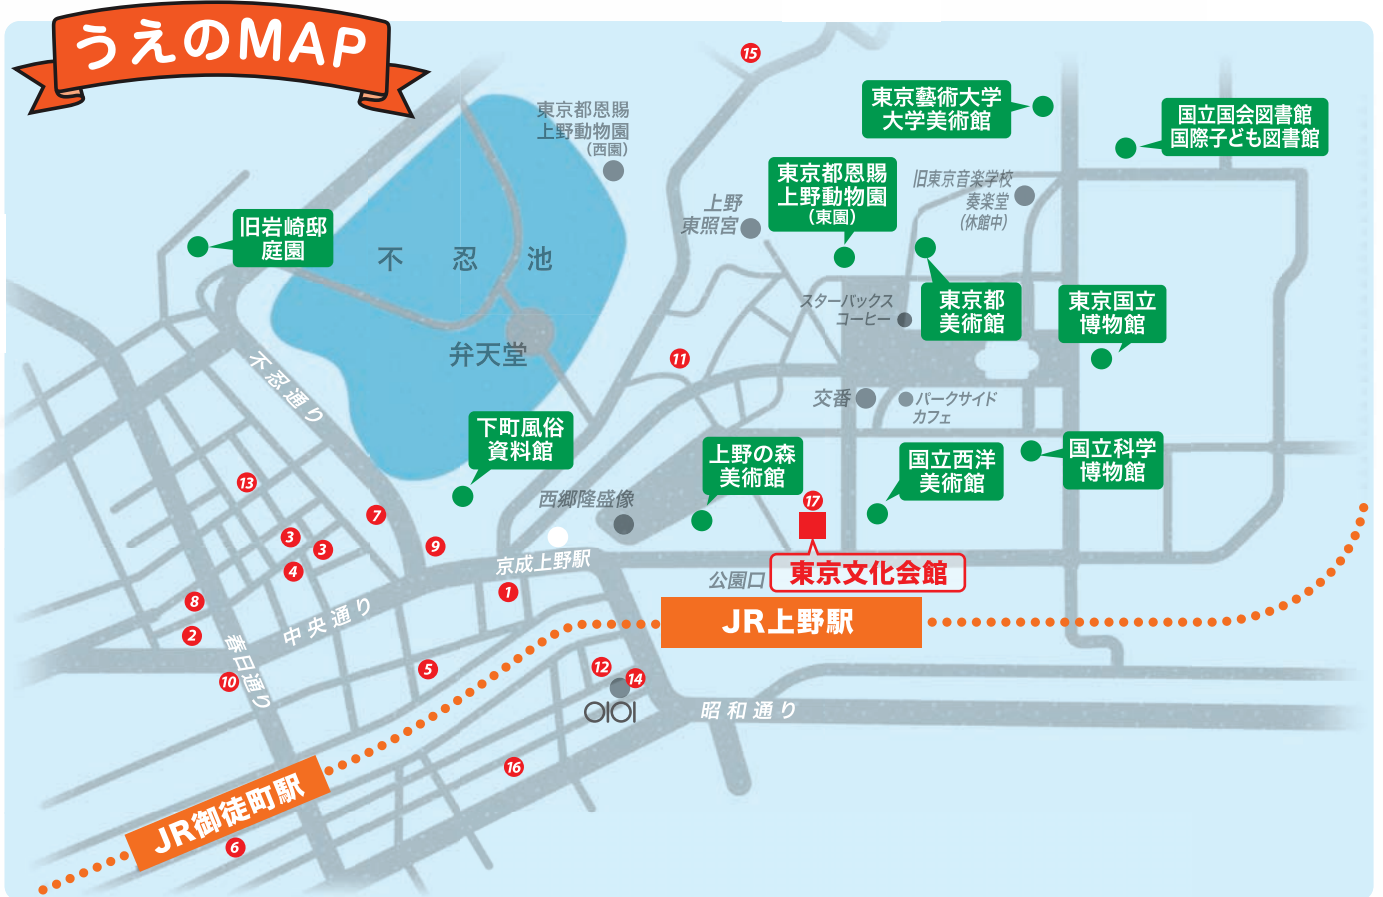 うえのMAP
15
東京都恩賜
上野動物園
(西園)
東京藝術大学
大学美術館
国立国会図書館
国際子ども図書館
東京都恩賜
上野動物園
(東園)
旧東京音楽学校
奏楽堂
(休館中)
上野
東照宮
旧岩崎邸
庭園
不忍池
スターバックス
コーヒー
東京都
美術館
東京国立
博物館
弁天堂
11
不忍通り
交番
パークサイド
カフェ
下町風俗
資料館
上野の森
美術館
国立西洋
美術館
国立科学
博物館
13
西郷隆盛像
17
7
3
3
9
京成上野駅
4
公園口
東京文化会館
1
8
中央通り
JR上野駅
2
春日通り
5
12
14
10
OIOI
昭和通り
16
JR御徒町駅
6